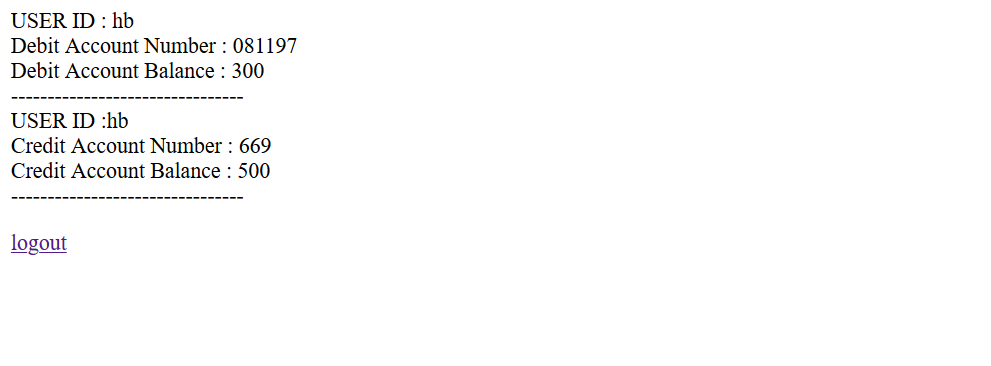 USER ID : hb
Debit Account Number : 081197
Debit Account Balance : 300
--------------------------------
USER ID :hb
Credit Account Number : 669
Credit Account Balance : 500
--------------------------------
logout